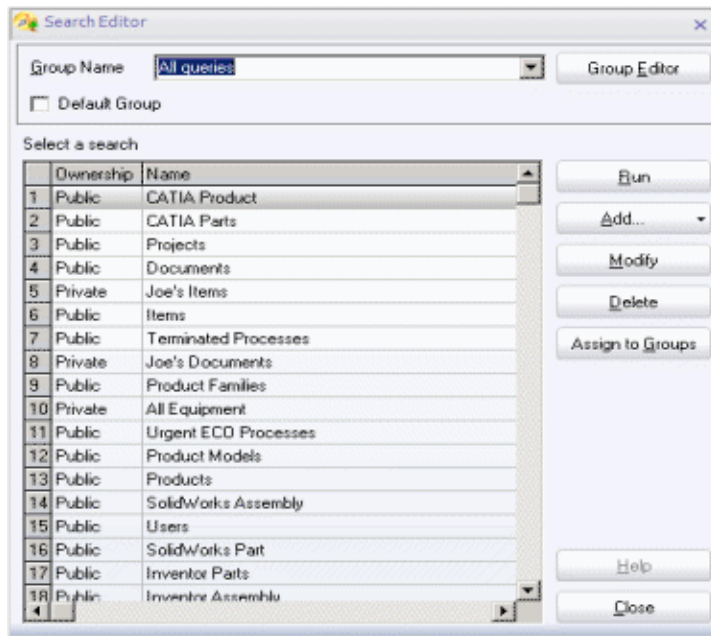 Search Editor
Group Name All queries Group Editor
Default Group
Select a search
Ownership Name
1 Public CATIA Product
2 Public CATIA Parts
3 Public Projects
4 Public Documents
5 Private Joe's Items
6 Public Items
7 Public Terminated Processes
8 Private Joe's Documents
9 Public Product Families
10 Private All Equipment
11 Public Urgent ECO Processes
12 Public Product Models
13 Public Products
14 Public SolidWorks Assembly
15 Public Users
16 Public SolidWorks Part
17 Public Inventor Parts
18 Public Inventor Assembly
Run
Add...
Modify
Delete
Assign to Groups
Help
Close